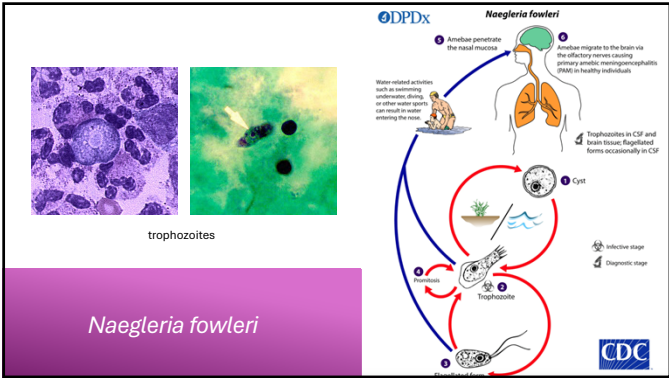 trophozoites
Naegleria fowleri
DPDx
Naegleria fowleri
5 Amebae penetrate
the nasal mucosa
6
Amebae migrate to the brain via
the olfactory nerves causing
primary amebic meningoencephalitis
(PAM) in healthy individuals
Water-related activities
such as swimming
underwater, diving,
or other water sports
can result in water
entering the nose.
Trophozoites in CSF and
brain tissue; flagellated
forms occasionally in CSF
1 Cyst
Infective stage
Diagnostic stage
4
Promitosis
2
Trophozoite
3
Flagellated form
CDC